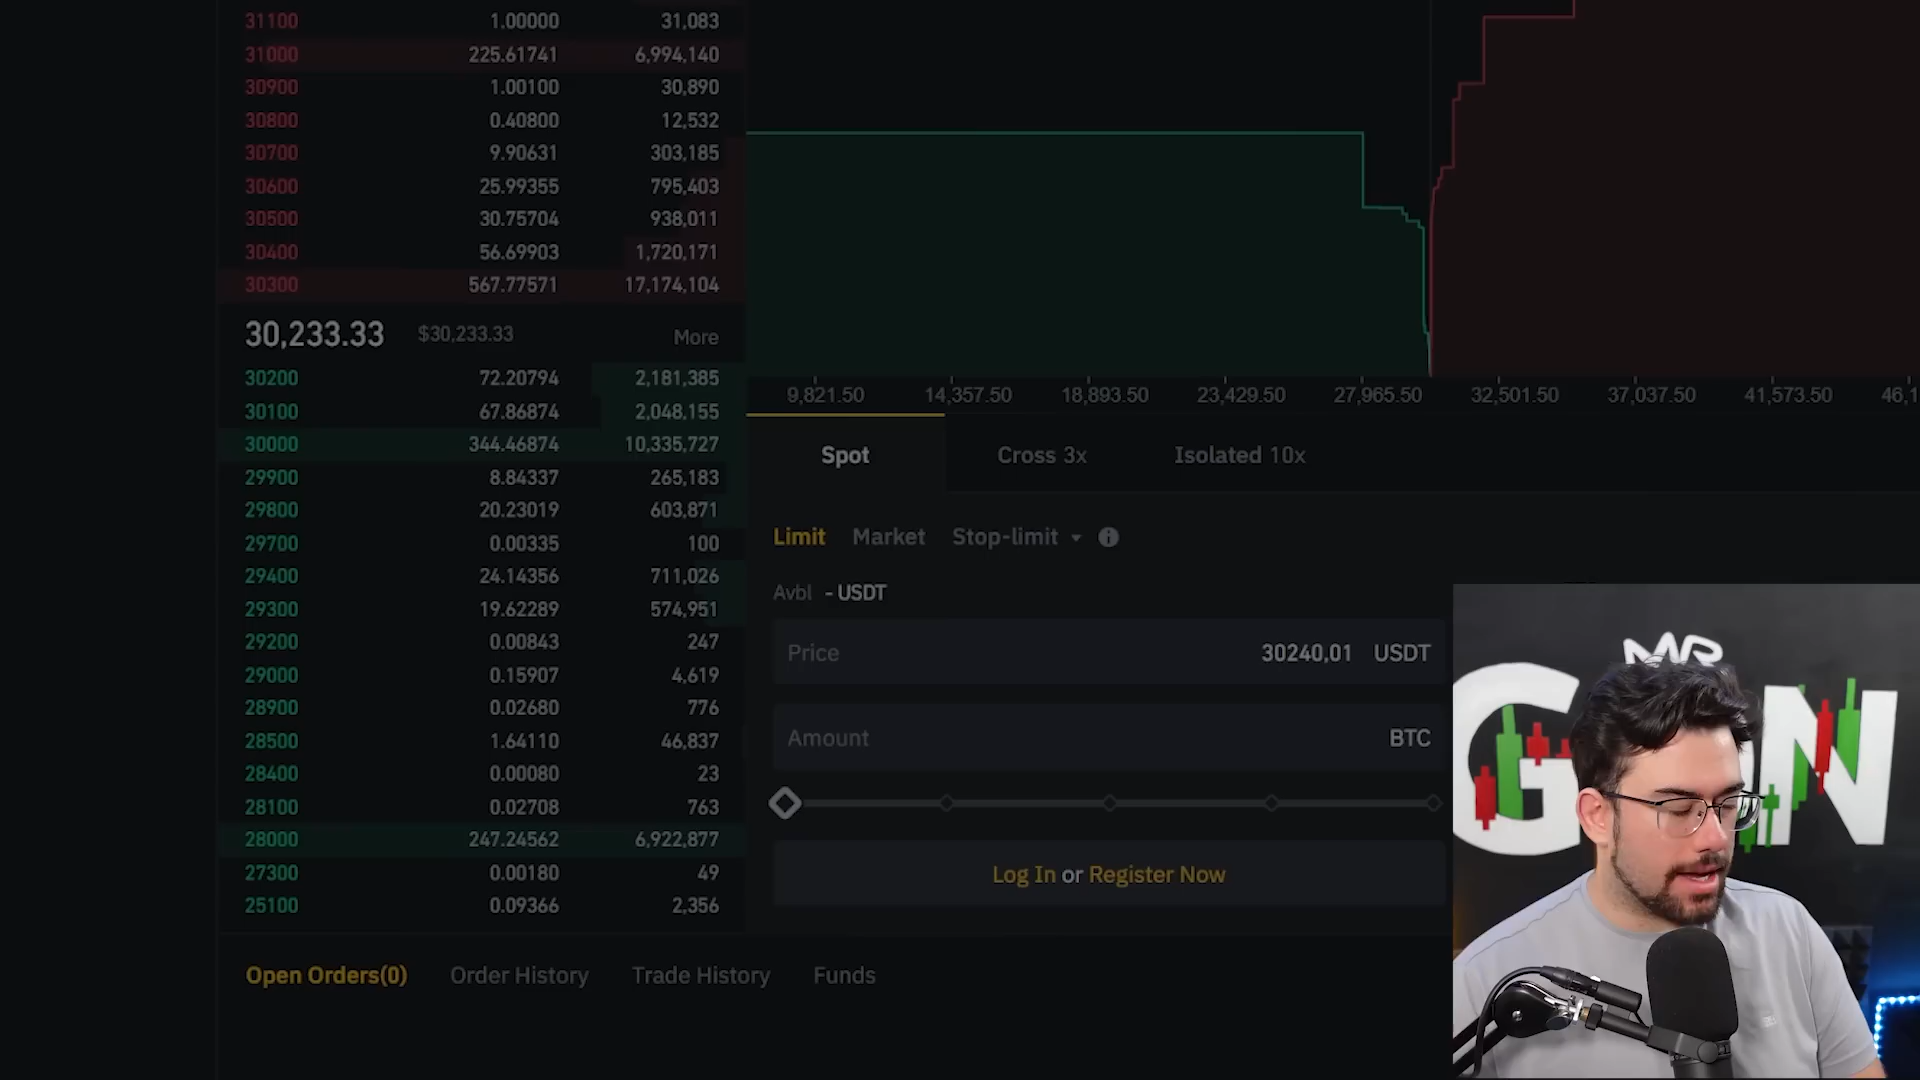 31100 1.00000 31,083
31000 225.61741 6,994,140
30900 1.00100 30,890
30800 0.40800 12,532
30700 9.90631 303,185
30600 25.99355 795,403
30500 30.75704 938,011
30400 56.69903 1,720,171
30300 567.77571 17,174,104
30,233.33 $30,233.33 More
30200 72.20794 2,181,385
30100 67.86874 2,048,155
30000 344.46874 10,335,727
29900 8.84337 265,183
29800 20.23019 603,871
29700 0.00335 100
29400 24.14356 711,026
29300 19.62289 574,951
29200 0.00843 247
29000 0.15907 4,619
28900 0.02680 776
28500 1.64110 46,837
28400 0.00080 23
28100 0.02708 763
28000 247.24562 6,922,877
27300 0.00180 49
25100 0.09366 2,356
9,821.50 14,357.50 18,893.50 23,429.50 27,965.50 32,501.50 37,037.50 41,573.50 46,1
Spot Cross 3x Isolated 10x
Limit Market Stop-limit
Avbl - USDT
Price 30240,01 USDT
Amount BTC
Log In or Register Now
Open Orders(0) Order History Trade History Funds
MR